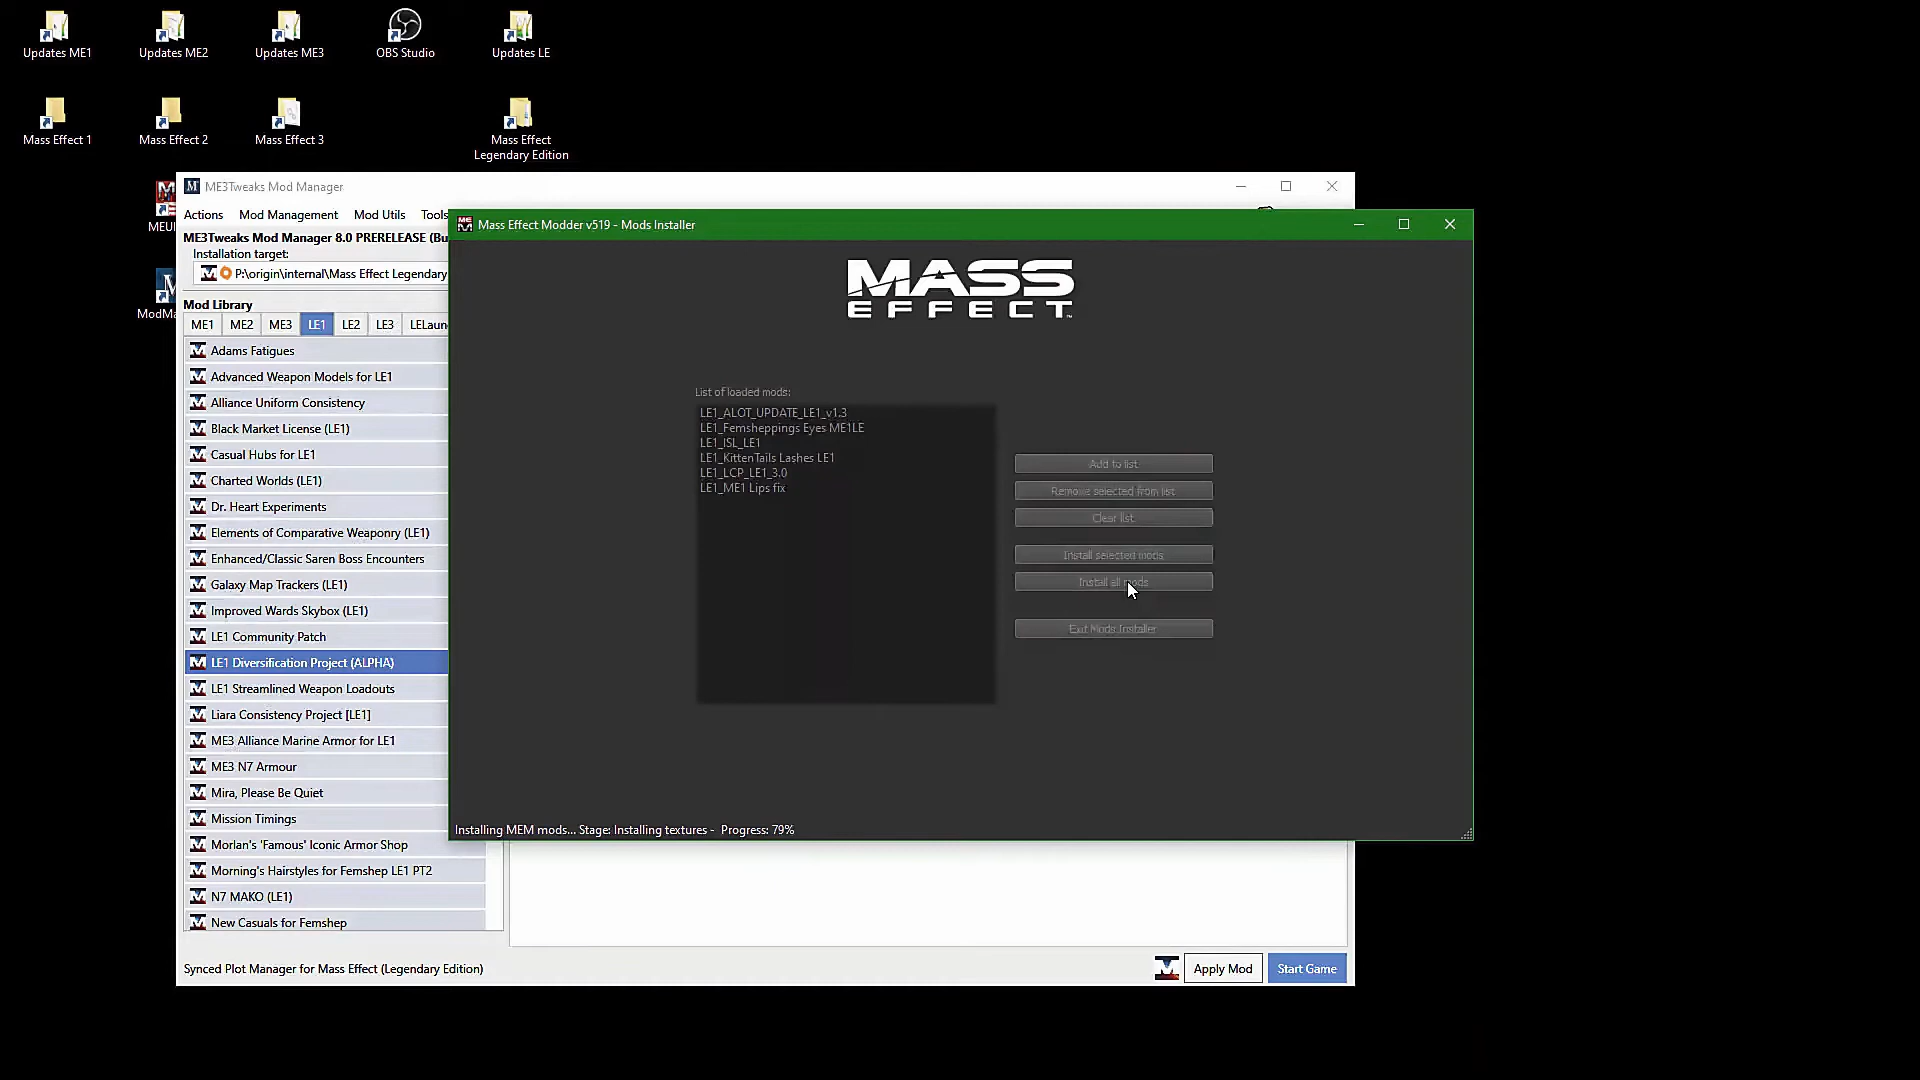 Updates ME1
Updates ME2
Updates ME3
OBS Studio
Updates LE
Mass Effect 1
Mass Effect 2
Mass Effect 3
Mass Effect
Legendary Edition
MEUI
ModMa
ME3Tweaks Mod Manager
Actions Mod Management Mod Utils Tools
ME3Tweaks Mod Manager 8.0 PRERELEASE (Bu
Installation target:
P:\origin\internal\Mass Effect Legendary
Mod Library
ME1 ME2 ME3 LE1 LE2 LE3 LELaun
Adams Fatigues
Advanced Weapon Models for LE1
Alliance Uniform Consistency
Black Market License (LE1)
Casual Hubs for LE1
Charted Worlds (LE1)
Dr. Heart Experiments
Elements of Comparative Weaponry (LE1)
Enhanced/Classic Saren Boss Encounters
Galaxy Map Trackers (LE1)
Improved Wards Skybox (LE1)
LE1 Community Patch
LE1 Diversification Project (ALPHA)
LE1 Streamlined Weapon Loadouts
Liara Consistency Project [LE1]
ME3 Alliance Marine Armor for LE1
ME3 N7 Armour
Mira, Please Be Quiet
Mission Timings
Morlan's 'Famous' Iconic Armor Shop
Morning's Hairstyles for Femshep LE1 PT2
N7 MAKO (LE1)
New Casuals for Femshep
Synced Plot Manager for Mass Effect (Legendary Edition)
Apply Mod
Start Game
Mass Effect Modder v519 - Mods Installer
MASS
EFFECT™
List of loaded mods:
LE1_ALOT_UPDATE_LE1_v1.3
LE1_Femsheppings Eyes ME1LE
LE1_ISL_LE1
LE1_KittenTails Lashes LE1
LE1_LCP_LE1_3.0
LE1_ME1 Lips fix
Add to list
Remove selected from list
Clear list
Install selected mods
Install all mods
Exit Mods Installer
Installing MEM mods... Stage: Installing textures - Progress: 79%